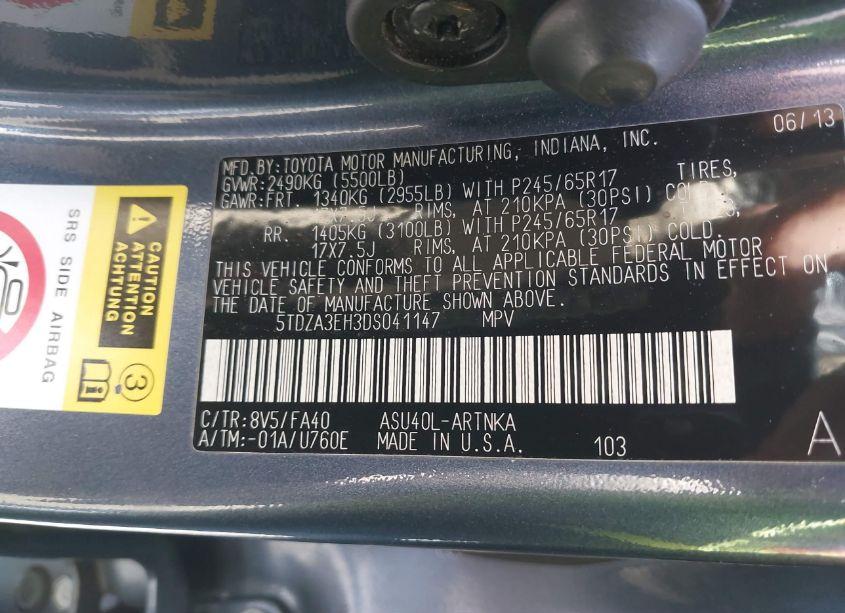 06/13
MFD.BY:TOYOTA MOTOR MANUFACTURING, INDIANA, INC.
GVWR:2490KG (5500LB)
GAWR:FRT. 1340KG (2955LB) WITH P245/65R17 TIRES,
RIMS, AT 210KPA (30PSI) COLD.
RR. 1405KG (3100LB) WITH P245/65R17
17X7.5J RIMS, AT 210KPA (30PSI) COLD.
THIS VEHICLE CONFORMS TO ALL APPLICABLE FEDERAL MOTOR
VEHICLE SAFETY AND THEFT PREVENTION STANDARDS IN EFFECT ON
THE DATE OF MANUFACTURE SHOWN ABOVE.
5TDZA3EH3DS041147 MPV
C/TR:8V5/FA40 ASU40L-ARTNKA
A/TM:-01A/U760E MADE IN U.S.A. 103
A
SRS SIDE AIRBAG
CAUTION
ATTENTION
ACHTUNG
3